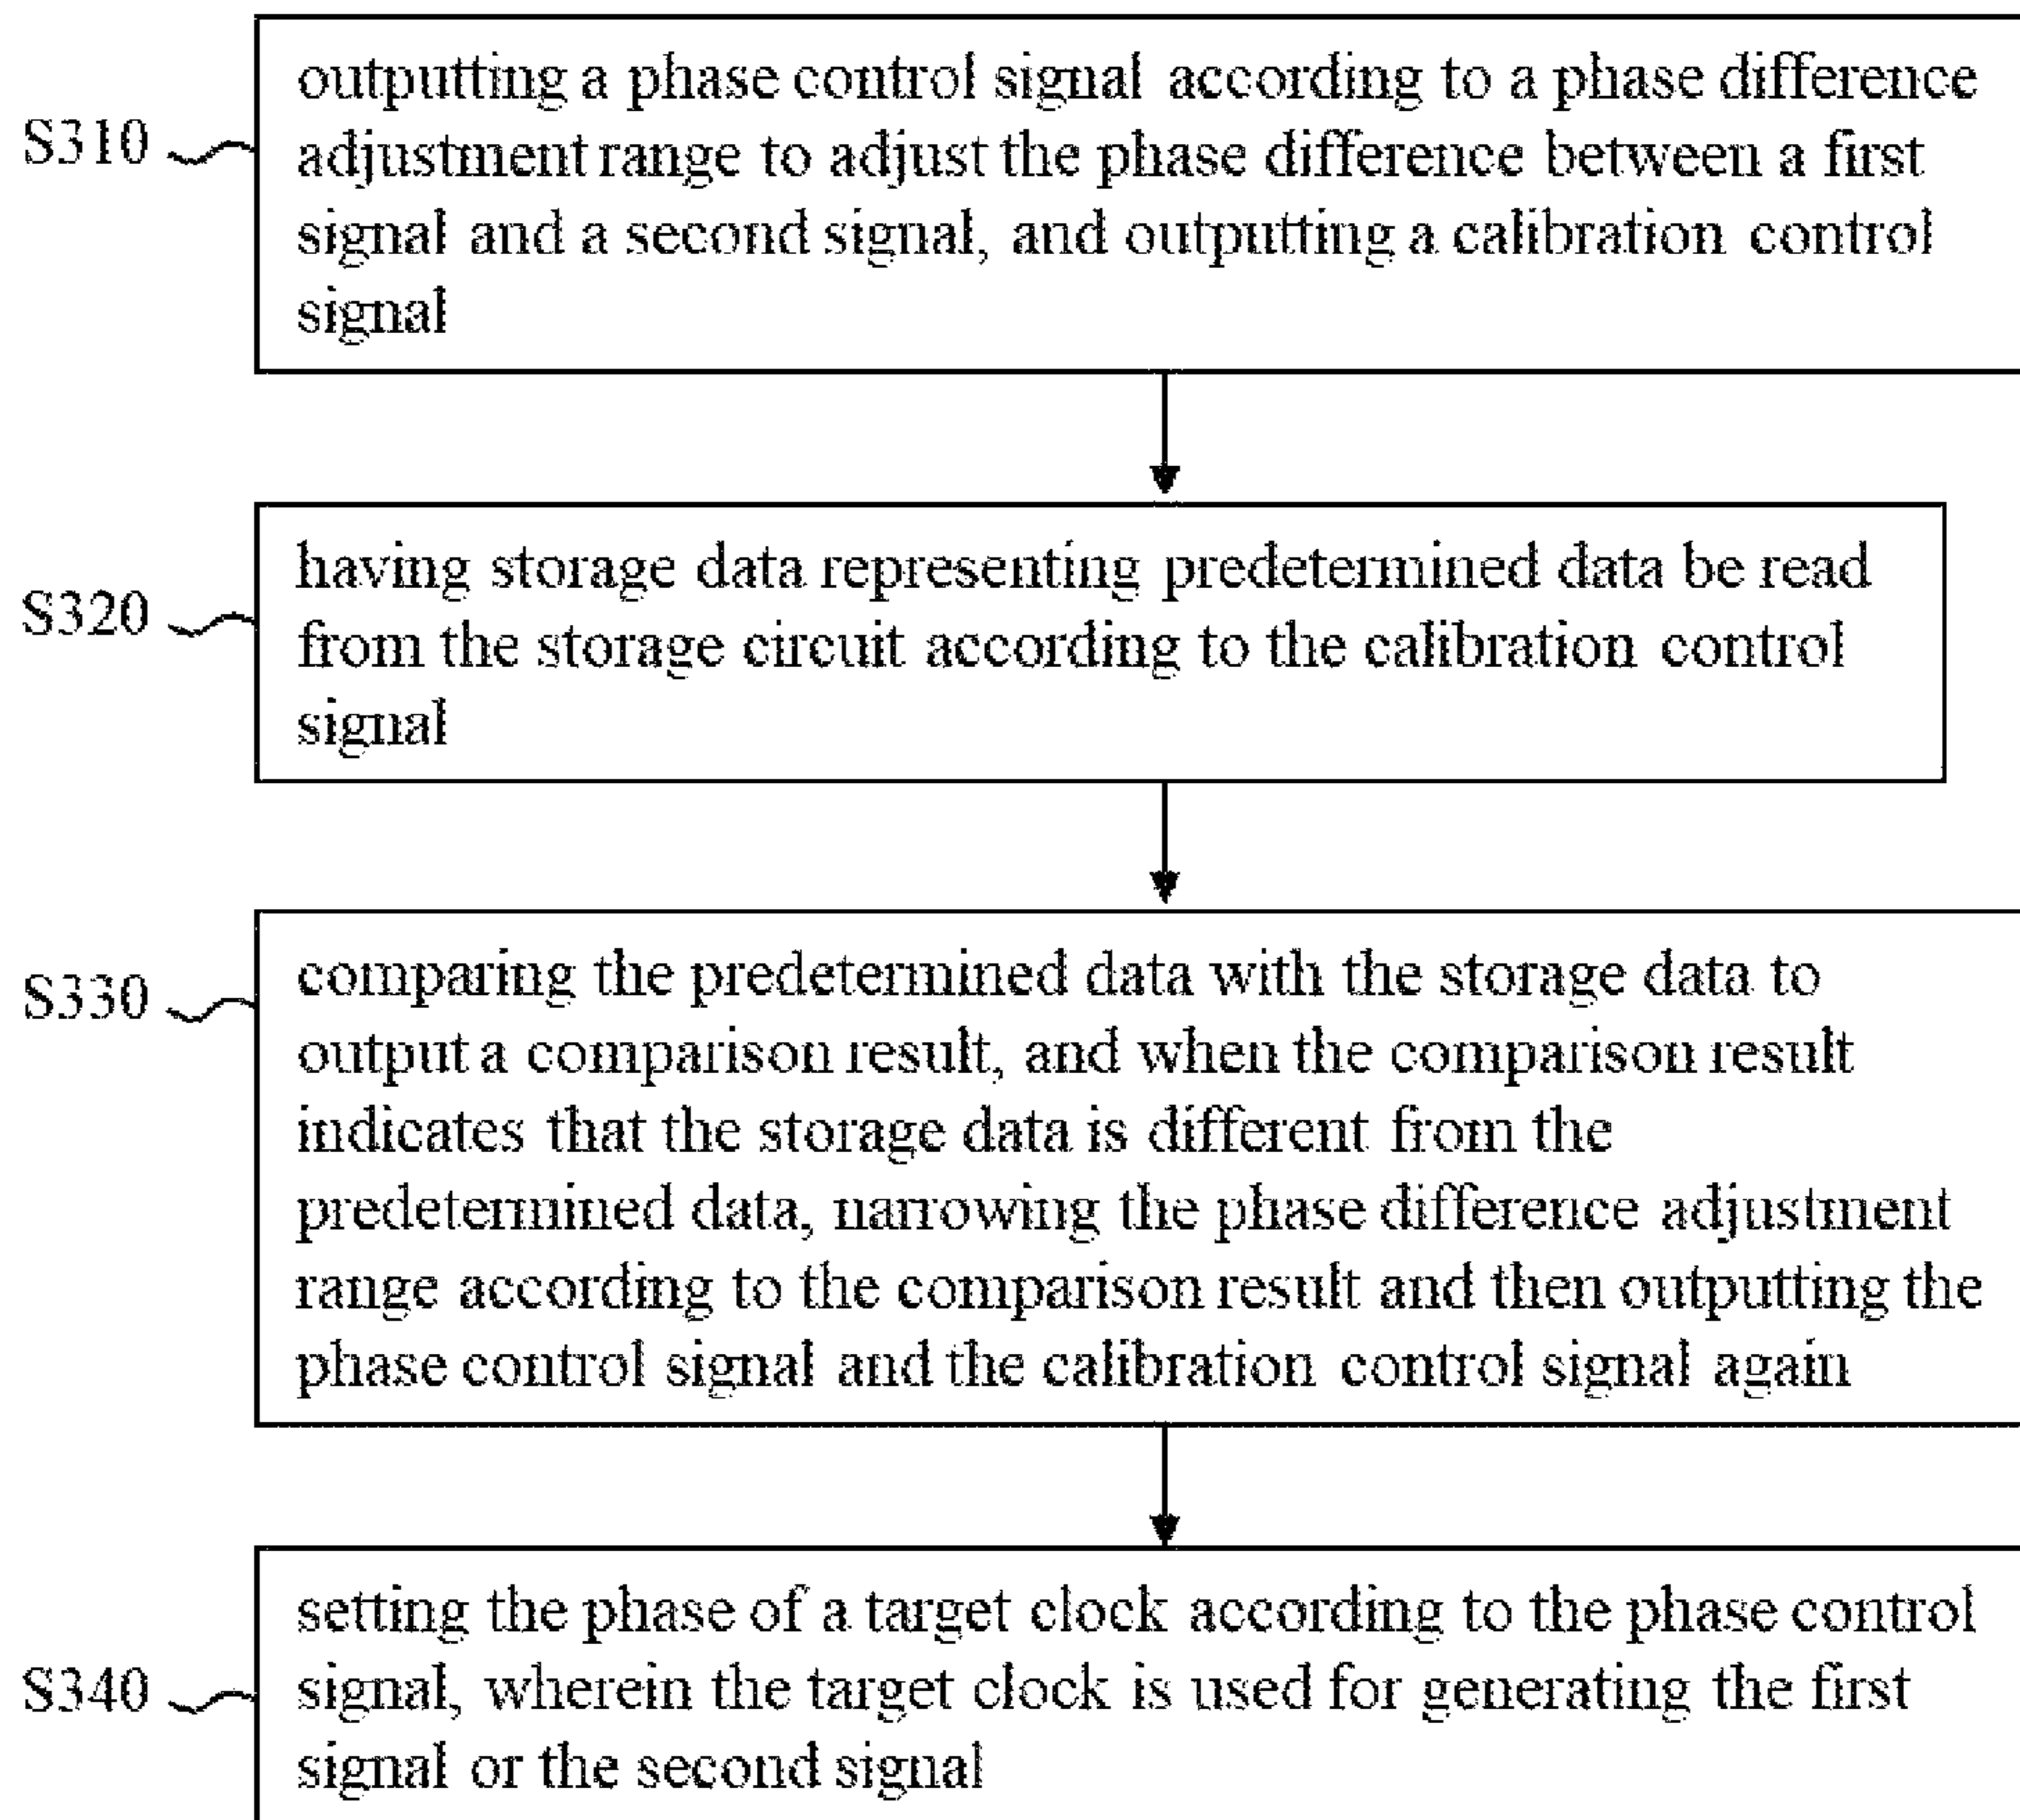 S310
outputting a phase control signal according to a phase difference
adjustment range to adjust the phase difference between a first
signal and a second signal, and outputting a calibration control
signal
S320
having storage data representing predetermined data be read
from the storage circuit according to the calibration control
signal
S330
comparing the predetermined data with the storage data to
output a comparison result, and when the comparison result
indicates that the storage data is different from the
predetermined data, narrowing the phase difference adjustment
range according to the comparison result and then outputting the
phase control signal and the calibration control signal again
S340
setting the phase of a target clock according to the phase control
signal, wherein the target clock is used for generating the first
signal or the second signal